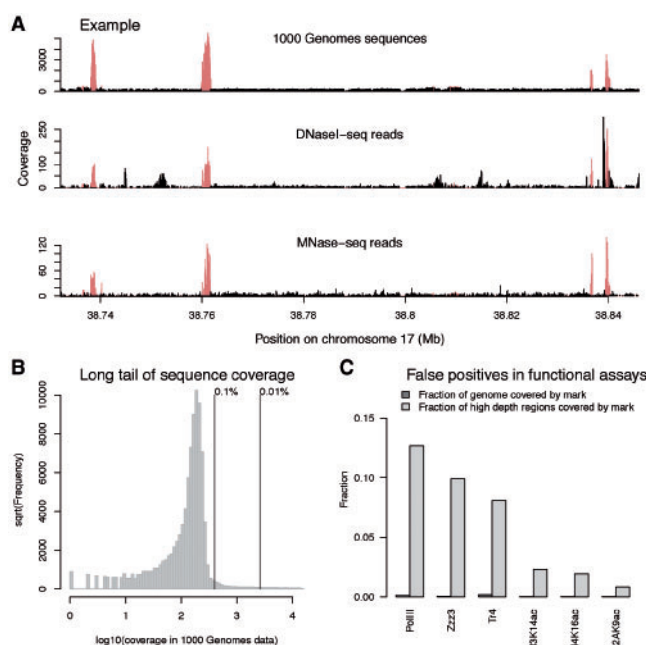 A
Example
1000 Genomes sequences
3000
0
DNaseI−seq reads
Coverage
250
150
0
MNase−seq reads
120
60
0
38.74 38.76 38.78 38.8 38.82 38.84
Position on chromosome 17 (Mb)
B
Long tail of sequence coverage
0.1% 0.01%
sqrt(Frequency)
10000
8000
6000
4000
2000
0
0 1 2 3 4
log10(coverage in 1000 Genomes data)
C
False positives in functional assays
Fraction of genome covered by mark
Fraction of high depth regions covered by mark
Fraction
0.15
0.10
0.05
0.00
PolIII
Zzz3
Tr4
3K14ac
4K16ac
2AK9ac